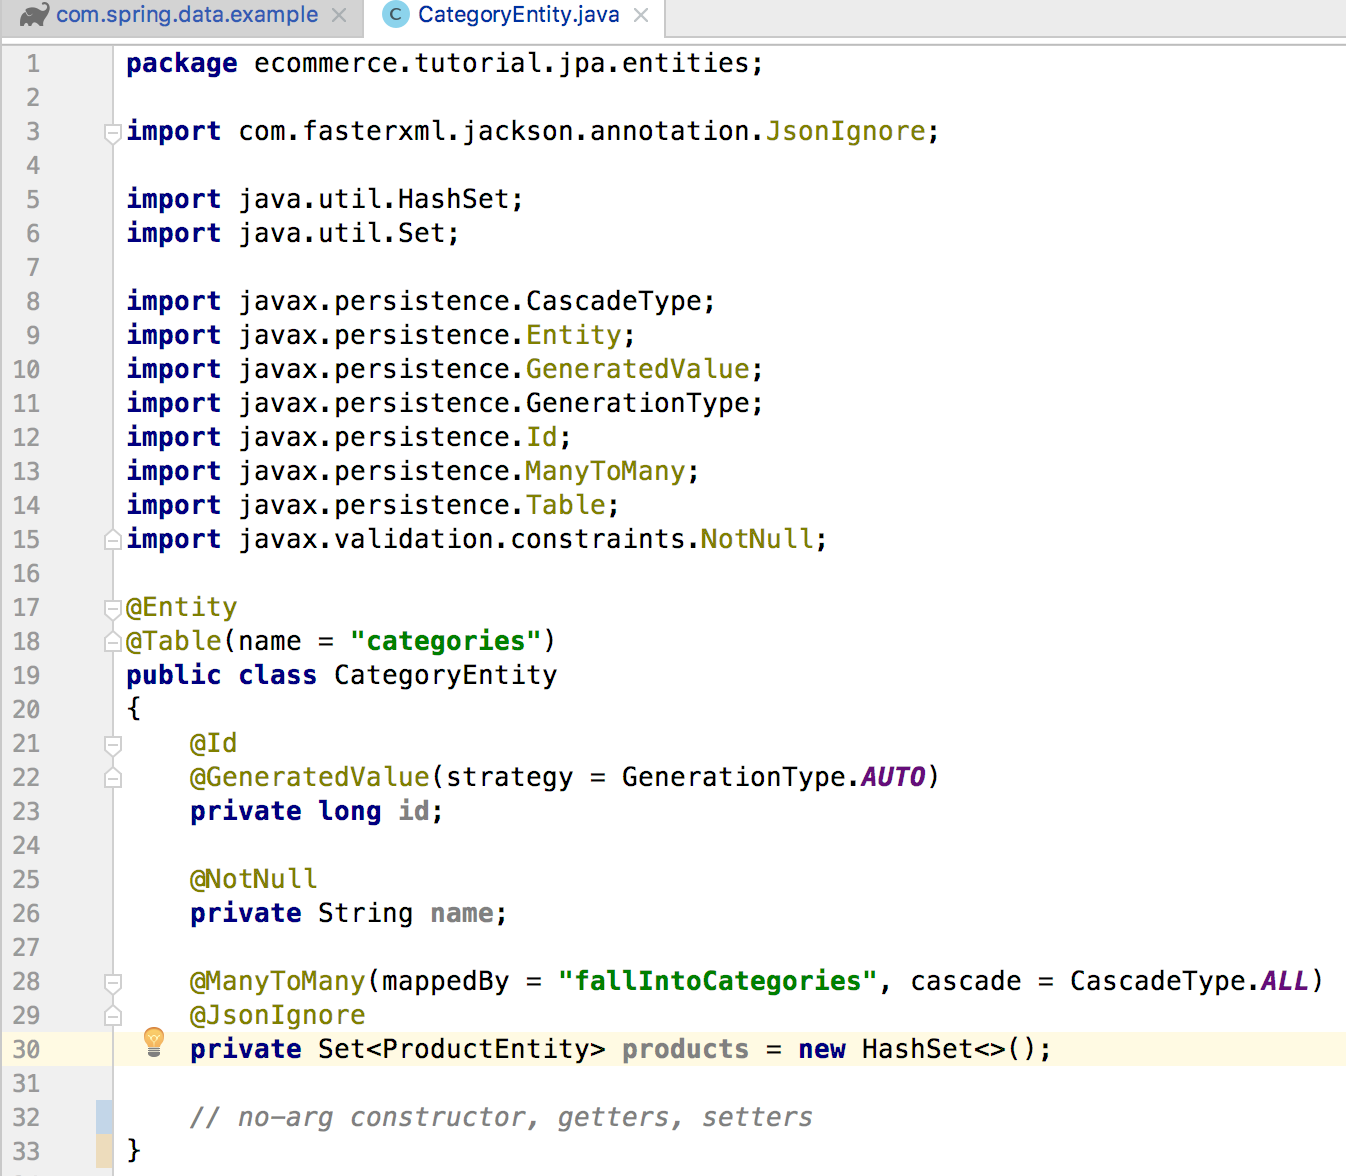 com.spring.data.example CategoryEntity.java
1 package ecommerce.tutorial.jpa.entities;
2
3 import com.fasterxml.jackson.annotation.JsonIgnore;
4
5 import java.util.HashSet;
6 import java.util.Set;
7
8 import javax.persistence.CascadeType;
9 import javax.persistence.Entity;
10 import javax.persistence.GeneratedValue;
11 import javax.persistence.GenerationType;
12 import javax.persistence.Id;
13 import javax.persistence.ManyToMany;
14 import javax.persistence.Table;
15 import javax.validation.constraints.NotNull;
16
17 @Entity
18 @Table(name = "categories")
19 public class CategoryEntity
20 {
21 @Id
22 @GeneratedValue(strategy = GenerationType.AUTO)
23 private long id;
24
25 @NotNull
26 private String name;
27
28 @ManyToMany(mappedBy = "fallIntoCategories", cascade = CascadeType.ALL)
29 @JsonIgnore
30 private Set<ProductEntity> products = new HashSet<>();
31
32 // no-arg constructor, getters, setters
33 }